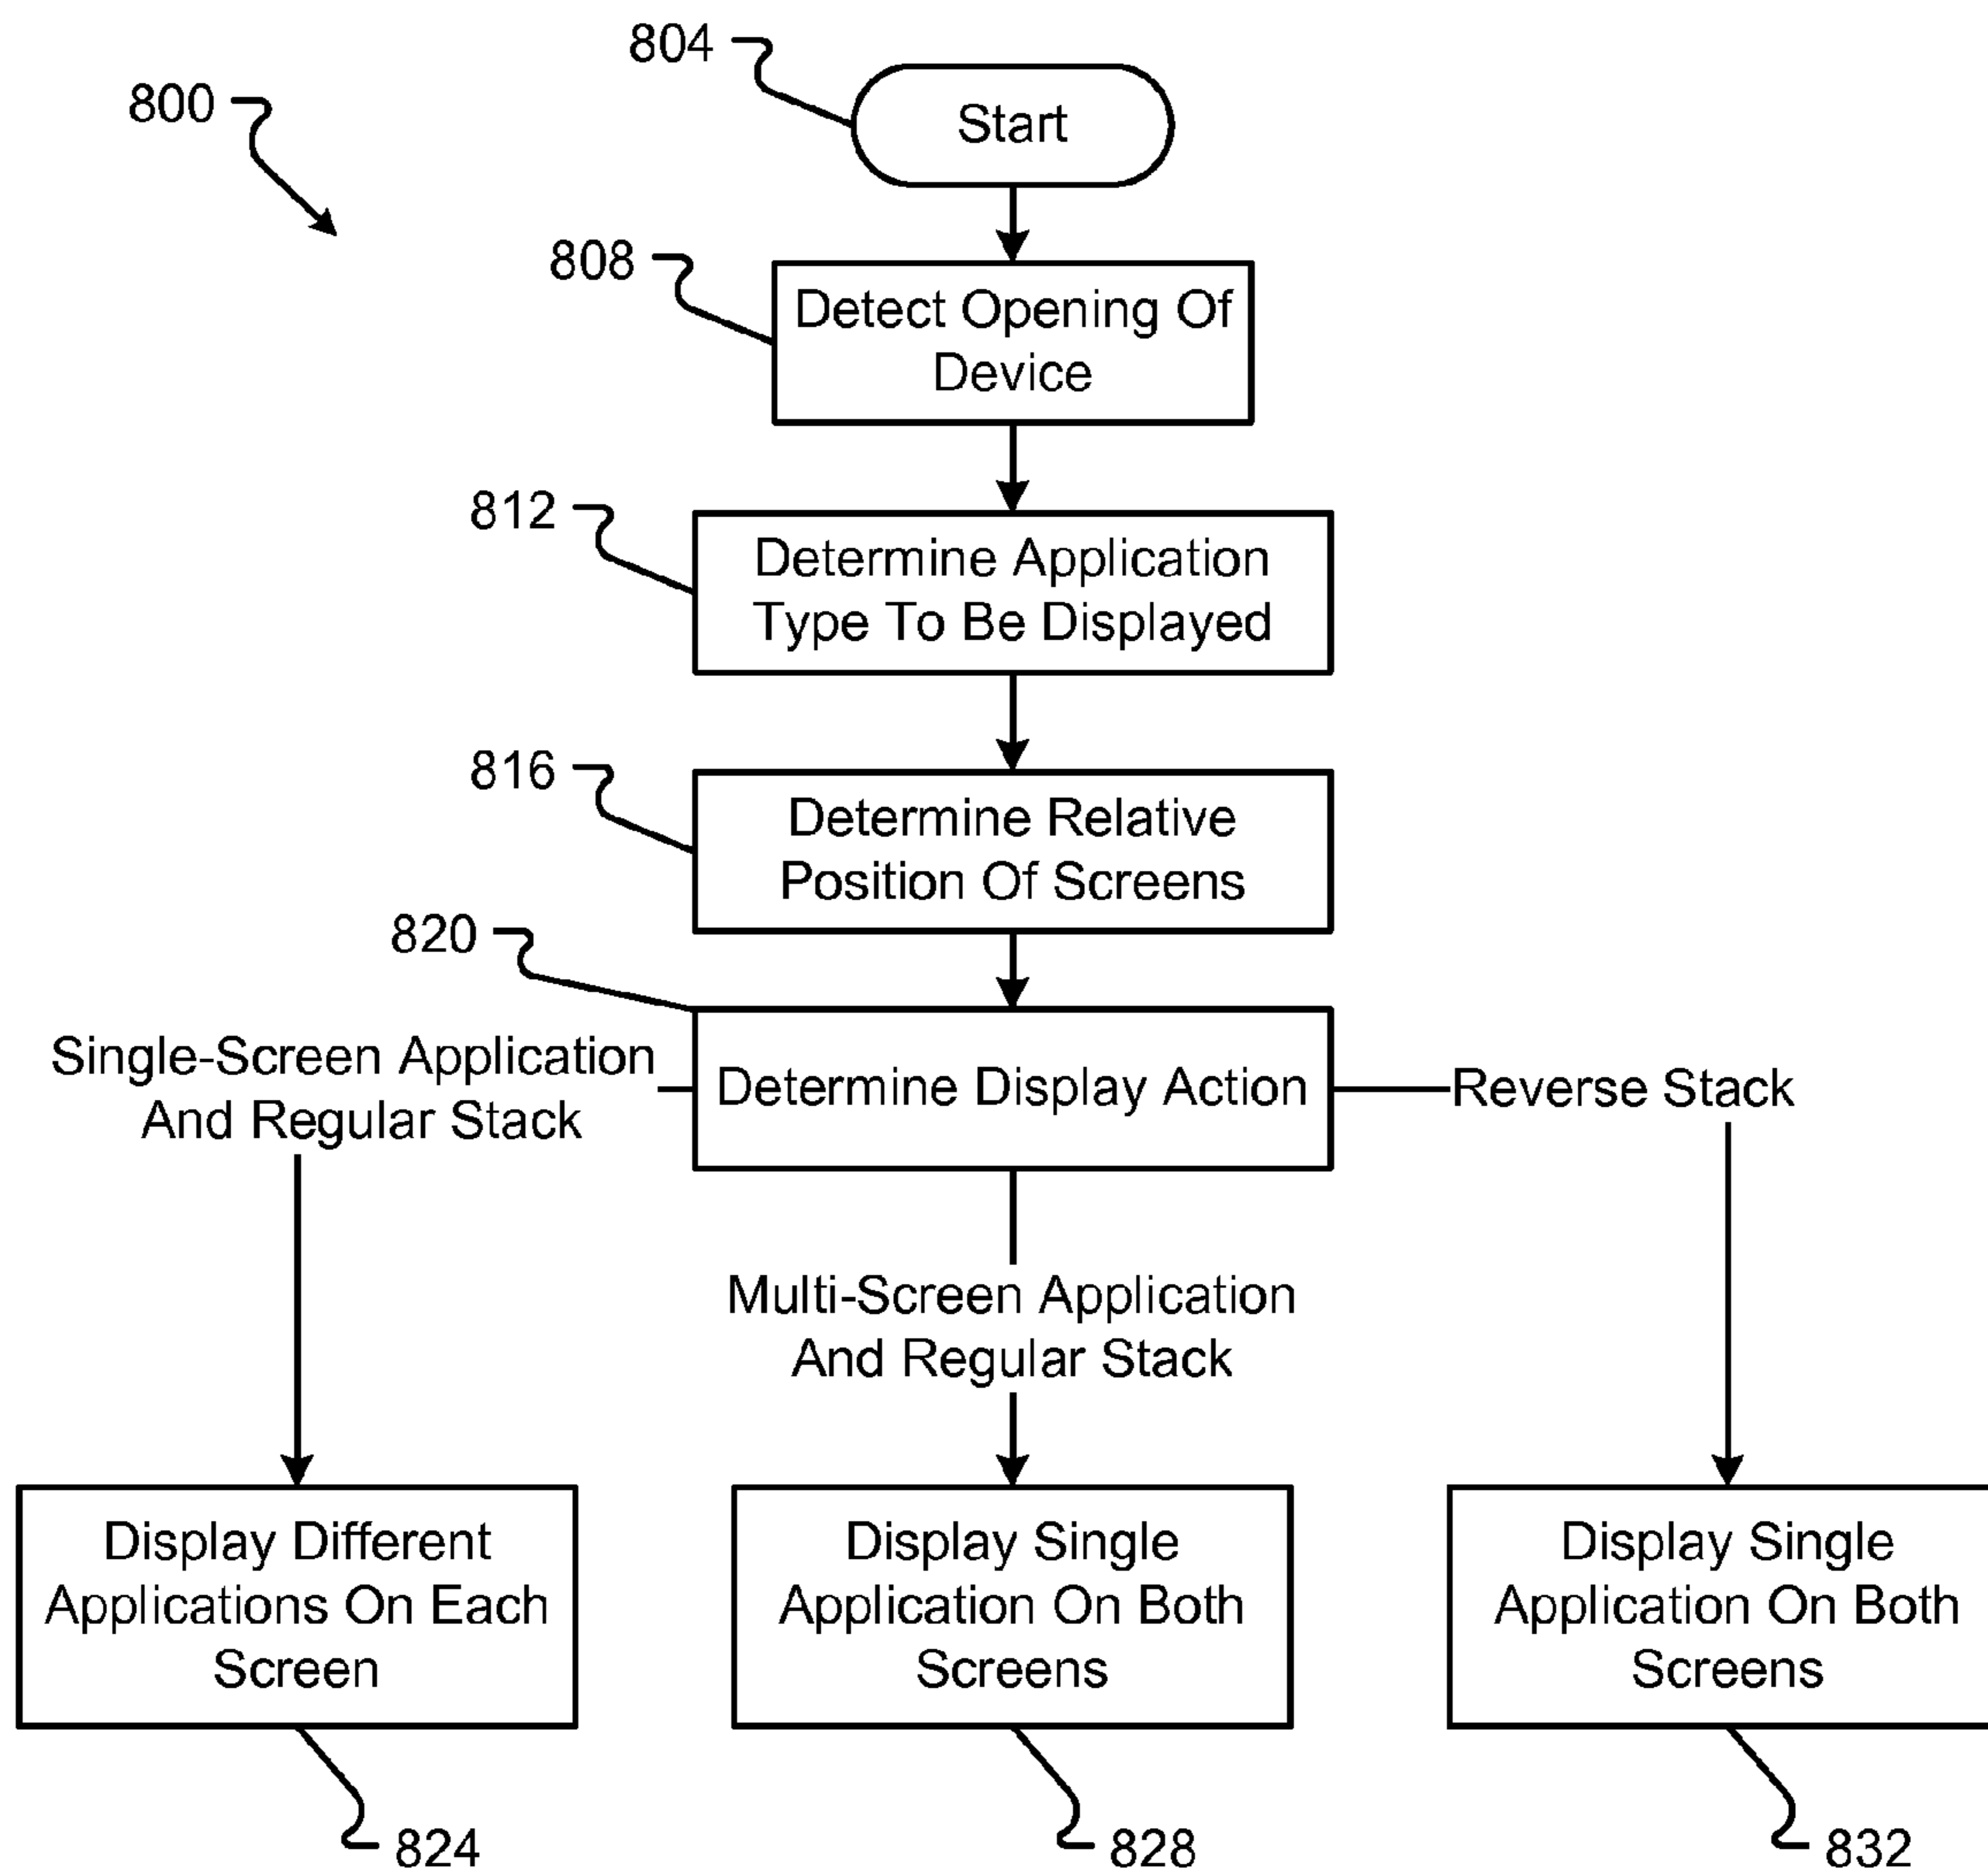 804
800
Start
808
Detect Opening Of
Device
812
Determine Application
Type To Be Displayed
816
Determine Relative
Position Of Screens
820
Single-Screen Application
And Regular Stack
Determine Display Action
Reverse Stack
Multi-Screen Application
And Regular Stack
Display Different
Applications On Each
Screen
Display Single
Application On Both
Screens
Display Single
Application On Both
Screens
824
828
832